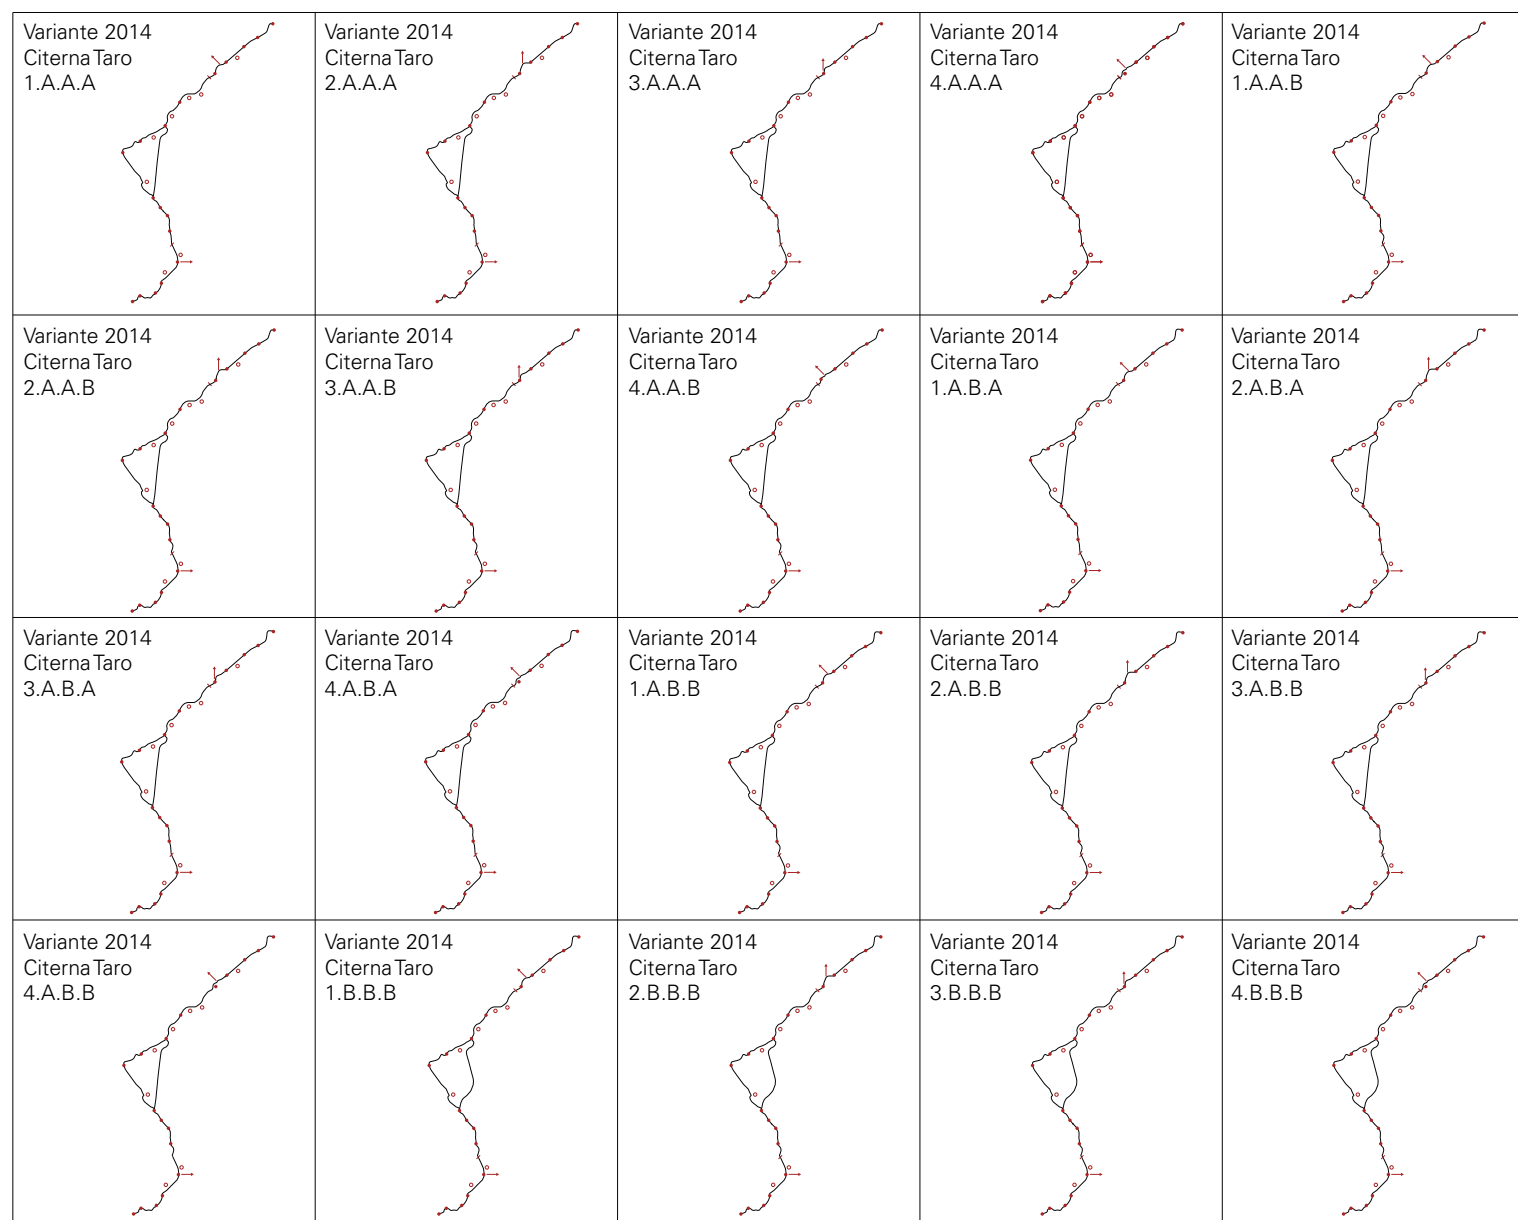 Variante 2014
Citerna Taro
1.A.A.A
Variante 2014
Citerna Taro
2.A.A.A
Variante 2014
Citerna Taro
3.A.A.A
Variante 2014
Citerna Taro
4.A.A.A
Variante 2014
Citerna Taro
1.A.A.B
Variante 2014
Citerna Taro
2.A.A.B
Variante 2014
Citerna Taro
3.A.A.B
Variante 2014
Citerna Taro
4.A.A.B
Variante 2014
Citerna Taro
1.A.B.A
Variante 2014
Citerna Taro
2.A.B.A
Variante 2014
Citerna Taro
3.A.B.A
Variante 2014
Citerna Taro
4.A.B.A
Variante 2014
Citerna Taro
1.A.B.B
Variante 2014
Citerna Taro
2.A.B.B
Variante 2014
Citerna Taro
3.A.B.B
Variante 2014
Citerna Taro
4.A.B.B
Variante 2014
Citerna Taro
1.B.B.B
Variante 2014
Citerna Taro
2.B.B.B
Variante 2014
Citerna Taro
3.B.B.B
Variante 2014
Citerna Taro
4.B.B.B